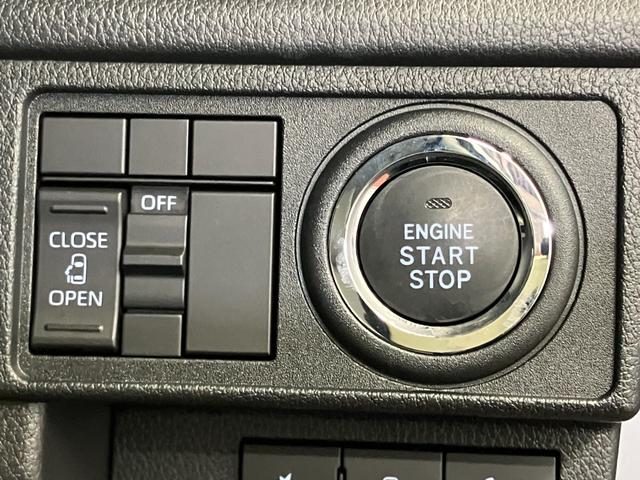 OFF
CLOSE
OPEN
ENGINE
START
STOP